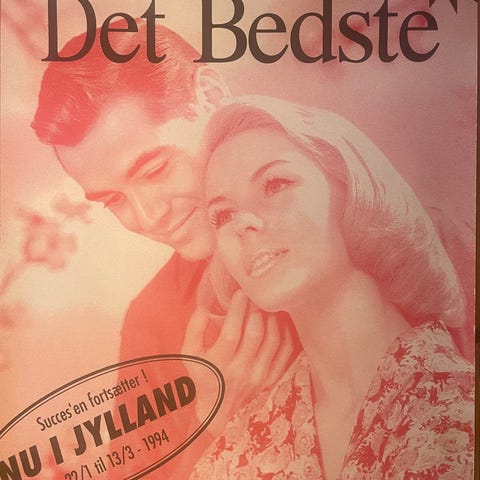 Det Bedste"
Succes'en fortsætter !
NU I JYLLAND
22/1 til 13/3 - 1994